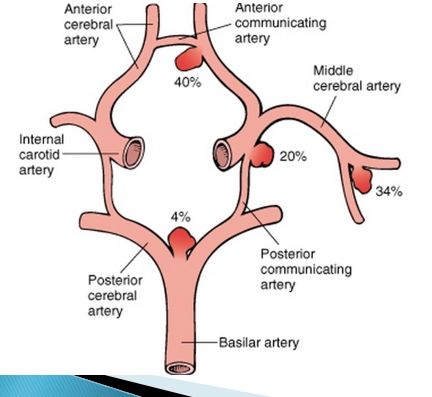 Anterior
cerebral
artery
Anterior
communicating
artery
40%
Middle
cerebral artery
Internal
carotid
artery
20%
34%
4%
Posterior
cerebral
artery
Posterior
communicating
artery
Basilar artery